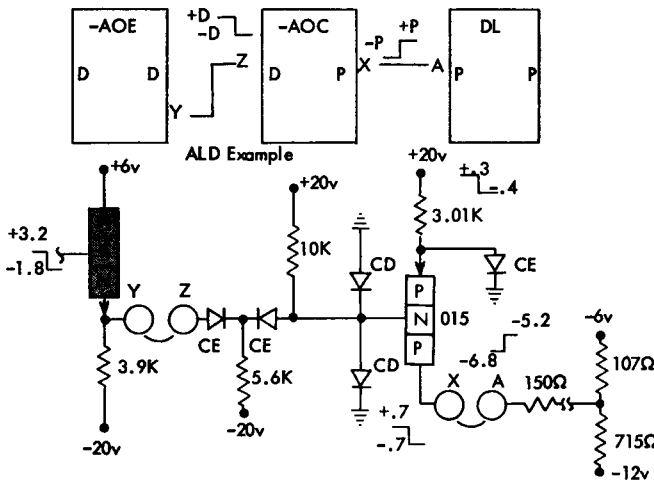 -AOE
+D
-D
-AOC
-P
+P
DL
D
D
Z
D
P
X
A
P
P
Y
ALD Example
+6v
+20v
+20v
+.3
-.4
3.01K
+3.2
-1.8
10K
CD
CE
P
N
P
015
Y
Z
CE
CE
3.9K
5.6K
CD
-5.2
-6.8
-6v
107Ω
X
A
150Ω
+.7
-.7
715Ω
-20v
-20v
-12v